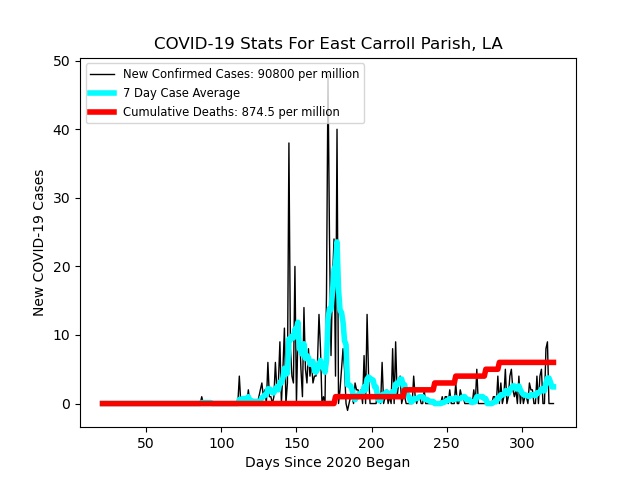 COVID-19 Stats For East Carroll Parish, LA
New Confirmed Cases: 90800 per million
7 Day Case Average
Cumulative Deaths: 874.5 per million
New COVID-19 Cases
50
40
30
20
10
0
50 100 150 200 250 300
Days Since 2020 Began